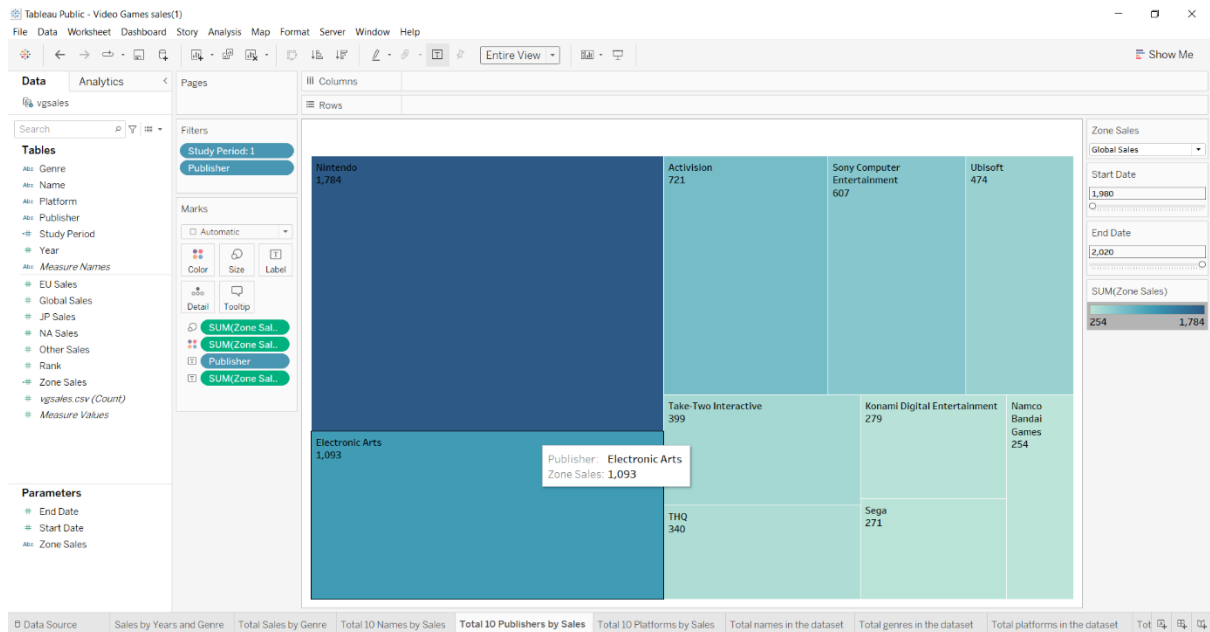 Tableau Public - Video Games sales(1)
File Data Worksheet Dashboard Story Analysis Map Format Server Window Help
Entire View
Show Me
Data Analytics
vgsales
Search
Tables
Abc Genre
Abc Name
Abc Platform
Abc Publisher
=# Study Period
# Year
Abc Measure Names
# EU Sales
# Global Sales
# JP Sales
# NA Sales
# Other Sales
# Rank
=# Zone Sales
# vgsales.csv (Count)
# Measure Values
Parameters
# End Date
# Start Date
Abc Zone Sales
Pages
Filters
Study Period: 1
Publisher
Marks
Automatic
Color Size Label
Detail Tooltip
SUM(Zone Sal..
SUM(Zone Sal..
Publisher
SUM(Zone Sal..
Columns
Rows
Nintendo
1,784
Electronic Arts
1,093
Publisher: Electronic Arts
Zone Sales: 1,093
Activision
721
Sony Computer
Entertainment
607
Ubisoft
474
Take-Two Interactive
399
THQ
340
Konami Digital Entertainment
279
Sega
271
Namco
Bandai
Games
254
Zone Sales
Global Sales
Start Date
1,980
End Date
2,020
SUM(Zone Sales)
254 1,784
Data Source Sales by Years and Genre Total Sales by Genre Total 10 Names by Sales Total 10 Publishers by Sales Total 10 Platforms by Sales Total names in the dataset Total genres in the dataset Total platforms in the dataset Tot